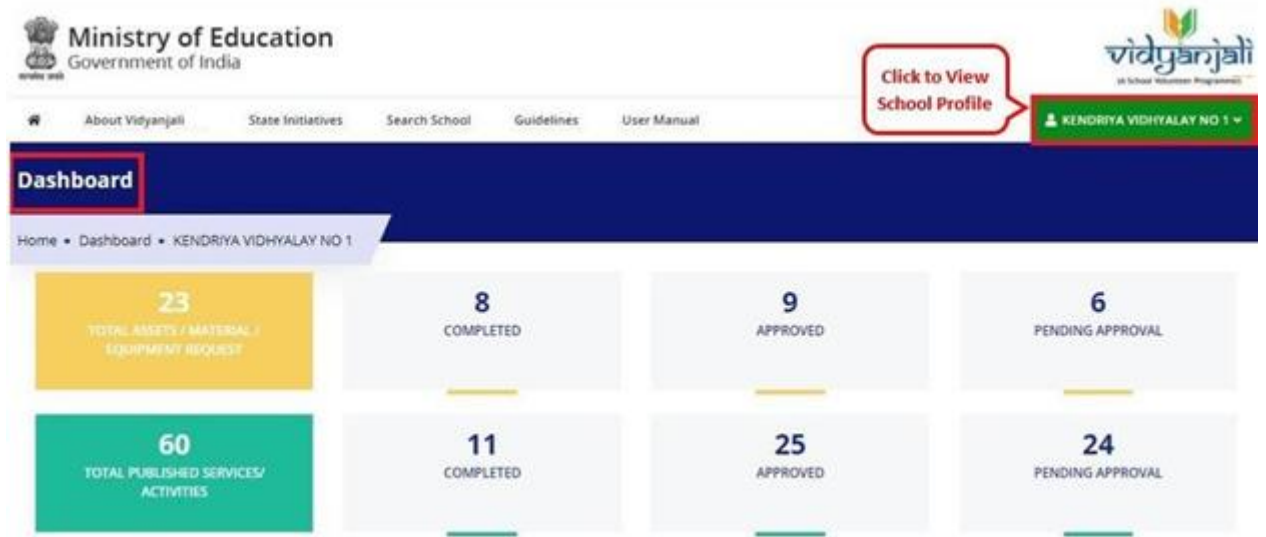 Ministry of Education
Government of India
vidyanjali
Click to View
School Profile
About Vidyanjali State Initiatives Search School Guidelines User Manual
KENDRIYA VIDHYALAY NO 1
Dashboard
Home • Dashboard • KENDRIYA VIDHYALAY NO 1
23
TOTAL ASSETS / MATERIAL /
EQUIPMENT REQUEST
8
COMPLETED
9
APPROVED
6
PENDING APPROVAL
60
TOTAL PUBLISHED SERVICES/
ACTIVITIES
11
COMPLETED
25
APPROVED
24
PENDING APPROVAL